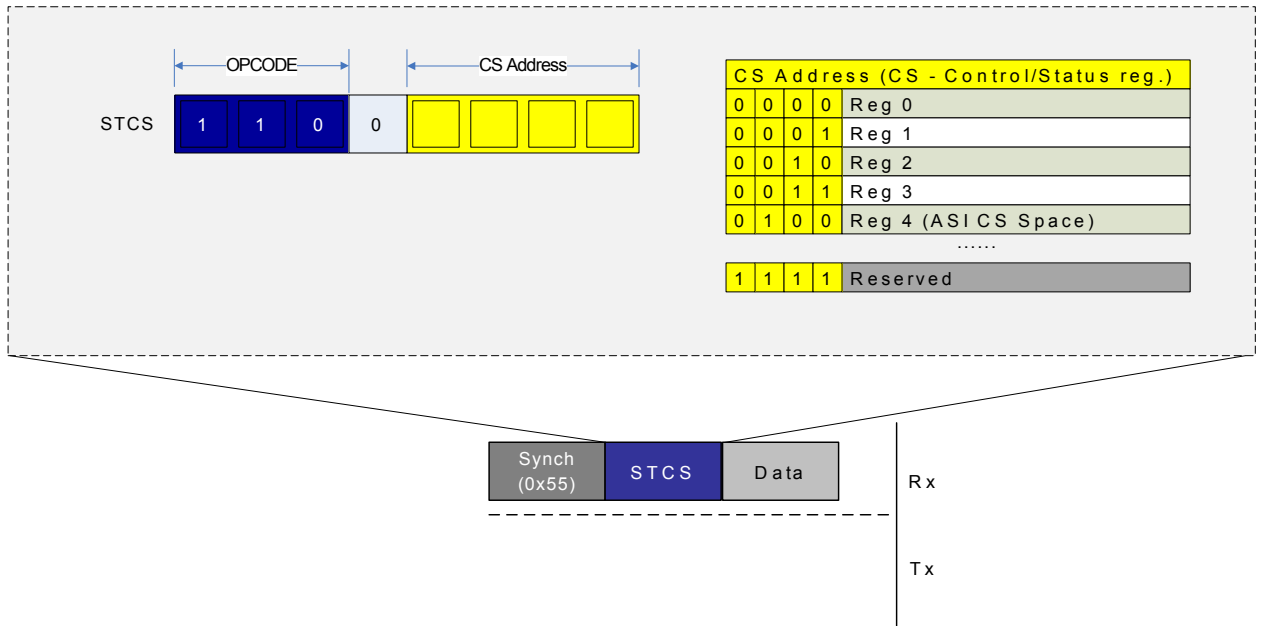 OPCODE CS Address
STCS 1 1 0 0
CS Address (CS - Control/Status reg.)
0 0 0 0 Reg 0
0 0 0 1 Reg 1
0 0 1 0 Reg 2
0 0 1 1 Reg 3
0 1 0 0 Reg 4 (ASI CS Space)
......
1 1 1 1 Reserved
Synch
(0x55)
STCS
Data
Rx
Tx